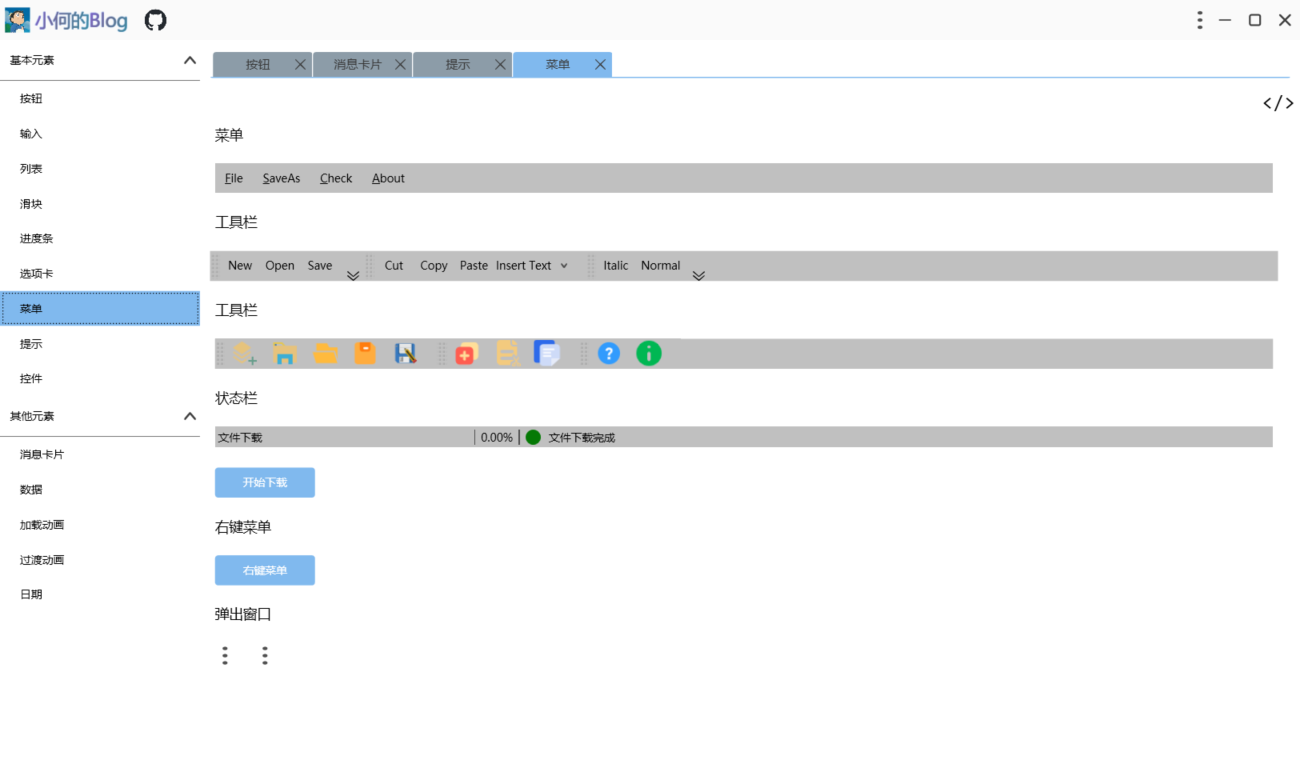 小何的Blog
基本元素
按钮
输入
列表
滑块
进度条
选项卡
菜单
提示
控件
其他元素
消息卡片
数据
加载动画
过渡动画
日期
按钮 消息卡片 提示 菜单
</>
菜单
File SaveAs Check About
工具栏
New Open Save Cut Copy Paste Insert Text Italic Normal
工具栏
状态栏
文件下载 0.00% 文件下载完成
开始下载
右键菜单
右键菜单
弹出窗口